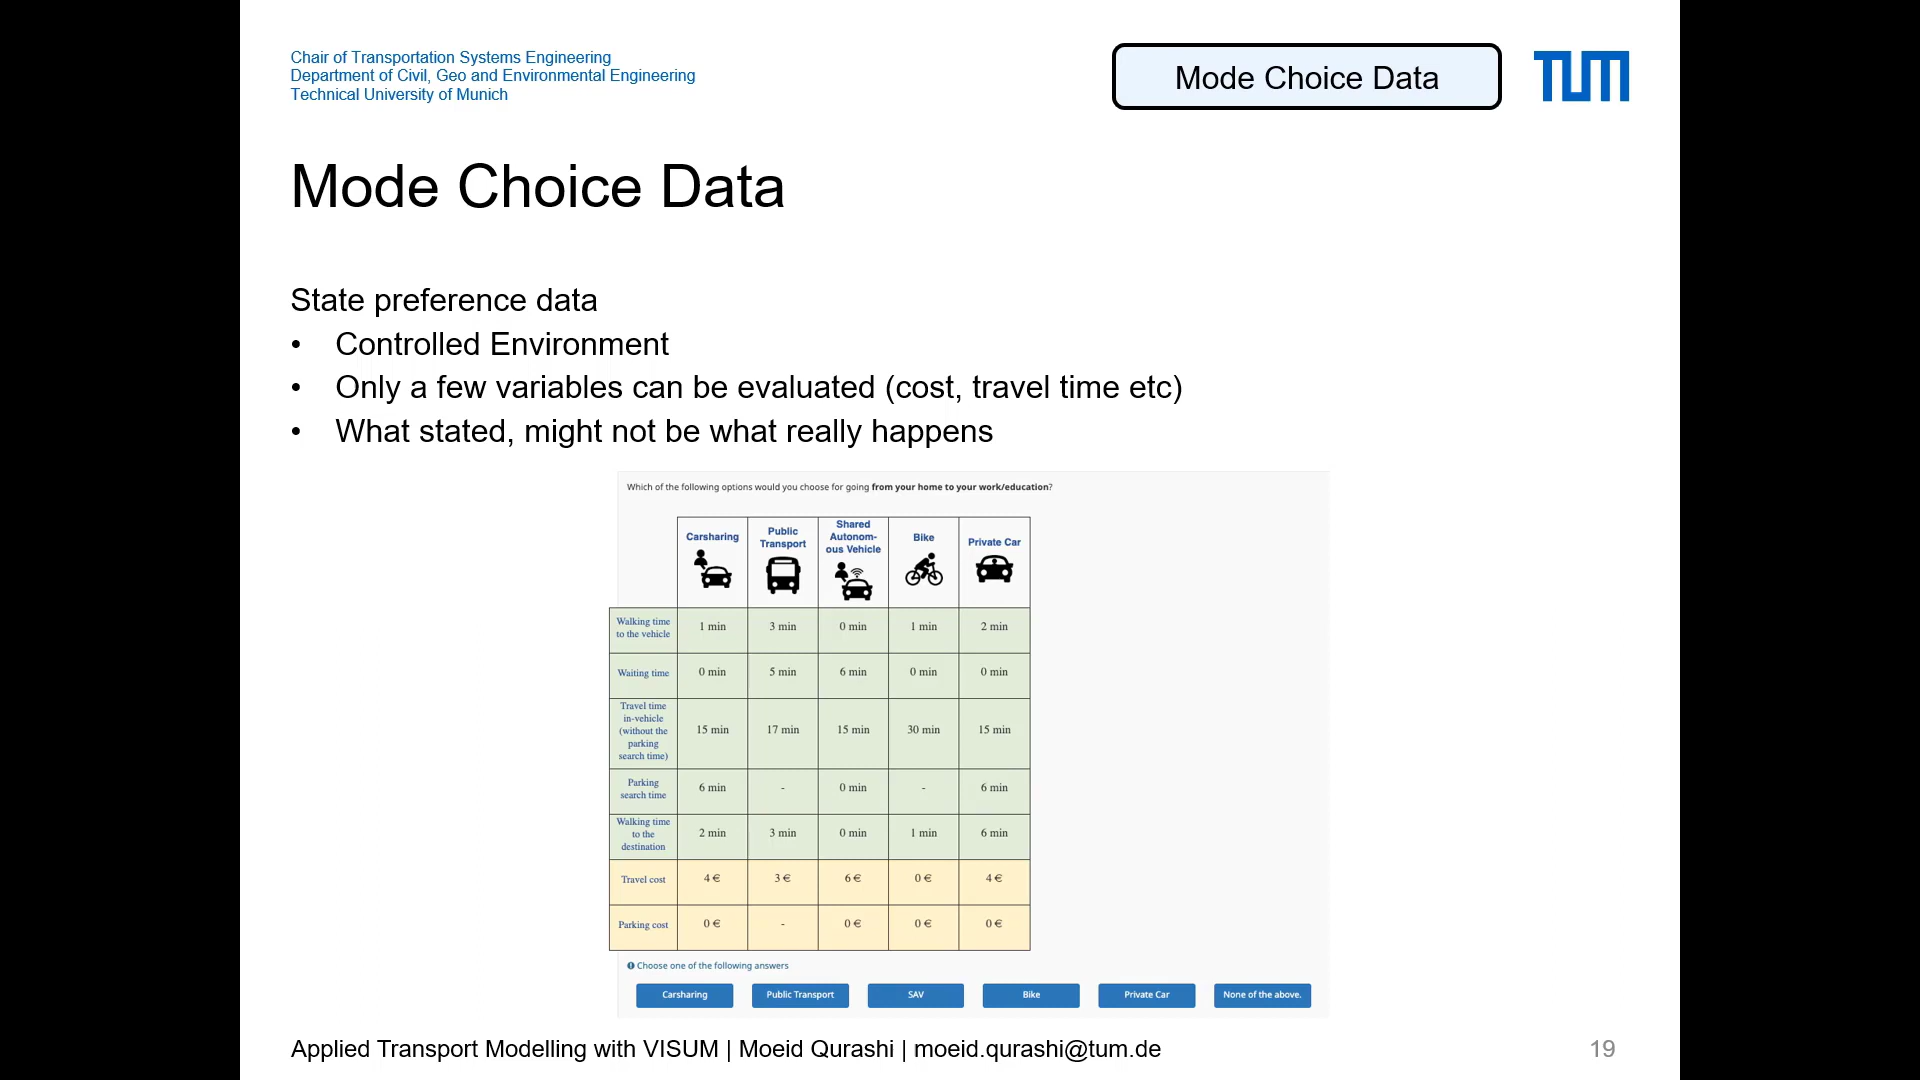 Chair of Transportation Systems Engineering
Department of Civil, Geo and Environmental Engineering
Technical University of Munich
Mode Choice Data
TUM
Mode Choice Data
State preference data
• Controlled Environment
• Only a few variables can be evaluated (cost, travel time etc)
• What stated, might not be what really happens
Which of the following options would you choose for going from your home to your work/education?
Carsharing
Public
Transport
Shared
Autonom-
ous Vehicle
Bike
Private Car
Walking time
to the vehicle
1 min
3 min
0 min
1 min
2 min
Waiting time
0 min
5 min
6 min
0 min
0 min
Travel time
in-vehicle
(without the
parking
search time)
15 min
17 min
15 min
30 min
15 min
Parking
search time
6 min
-
0 min
-
6 min
Walking time
to the
destination
2 min
3 min
0 min
1 min
6 min
Travel cost
4 €
3 €
6 €
0 €
4 €
Parking cost
0 €
-
0 €
0 €
0 €
Choose one of the following answers
Carsharing
Public Transport
SAV
Bike
Private Car
None of the above.
Applied Transport Modelling with VISUM | Moeid Qurashi | moeid.qurashi@tum.de
19